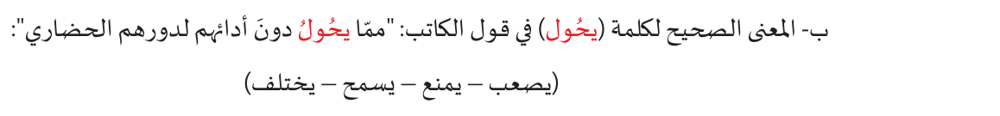 ب- المعنى الصحيح لكلمة (يحُول) في قول الكاتب: "ممّا يحُولُ دونَ أدائهم لدورهم الحضاري":
(يصعب – يمنع – يسمح – يختلف)